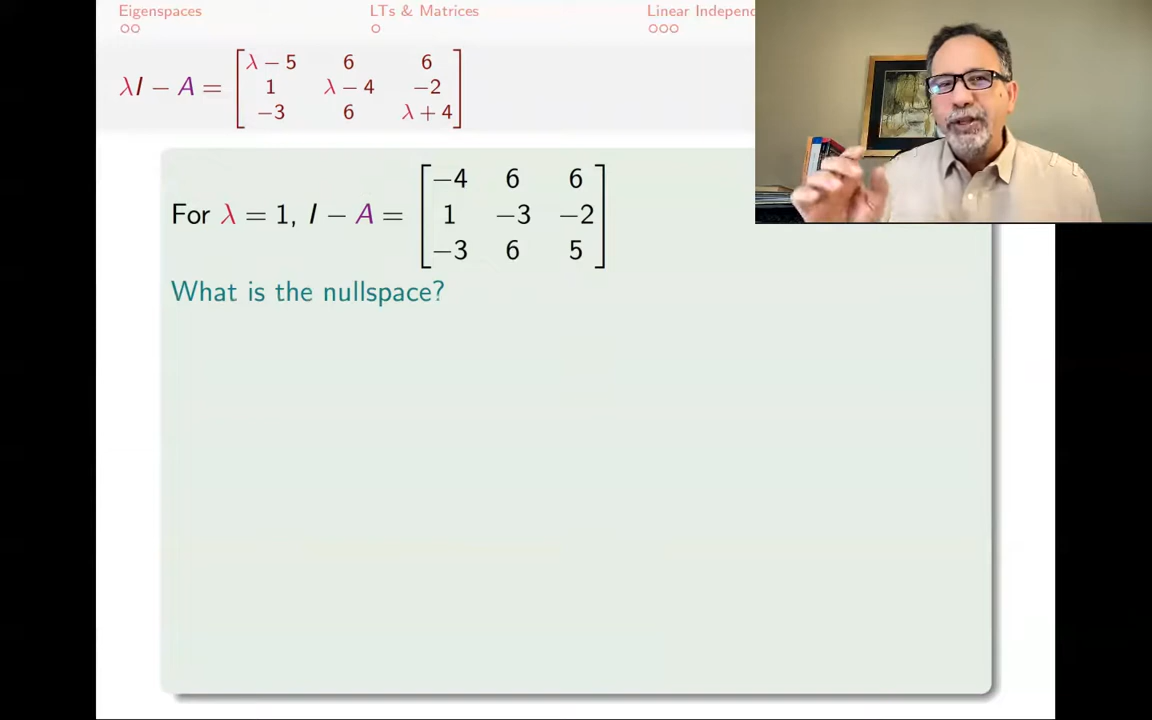 Eigenspaces LTs & Matrices Linear Indepen
λI − A = [ λ − 5 6 6
1 λ − 4 −2
−3 6 λ + 4 ]
For λ = 1, I − A = [ −4 6 6
1 −3 −2
−3 6 5 ]
What is the nullspace?